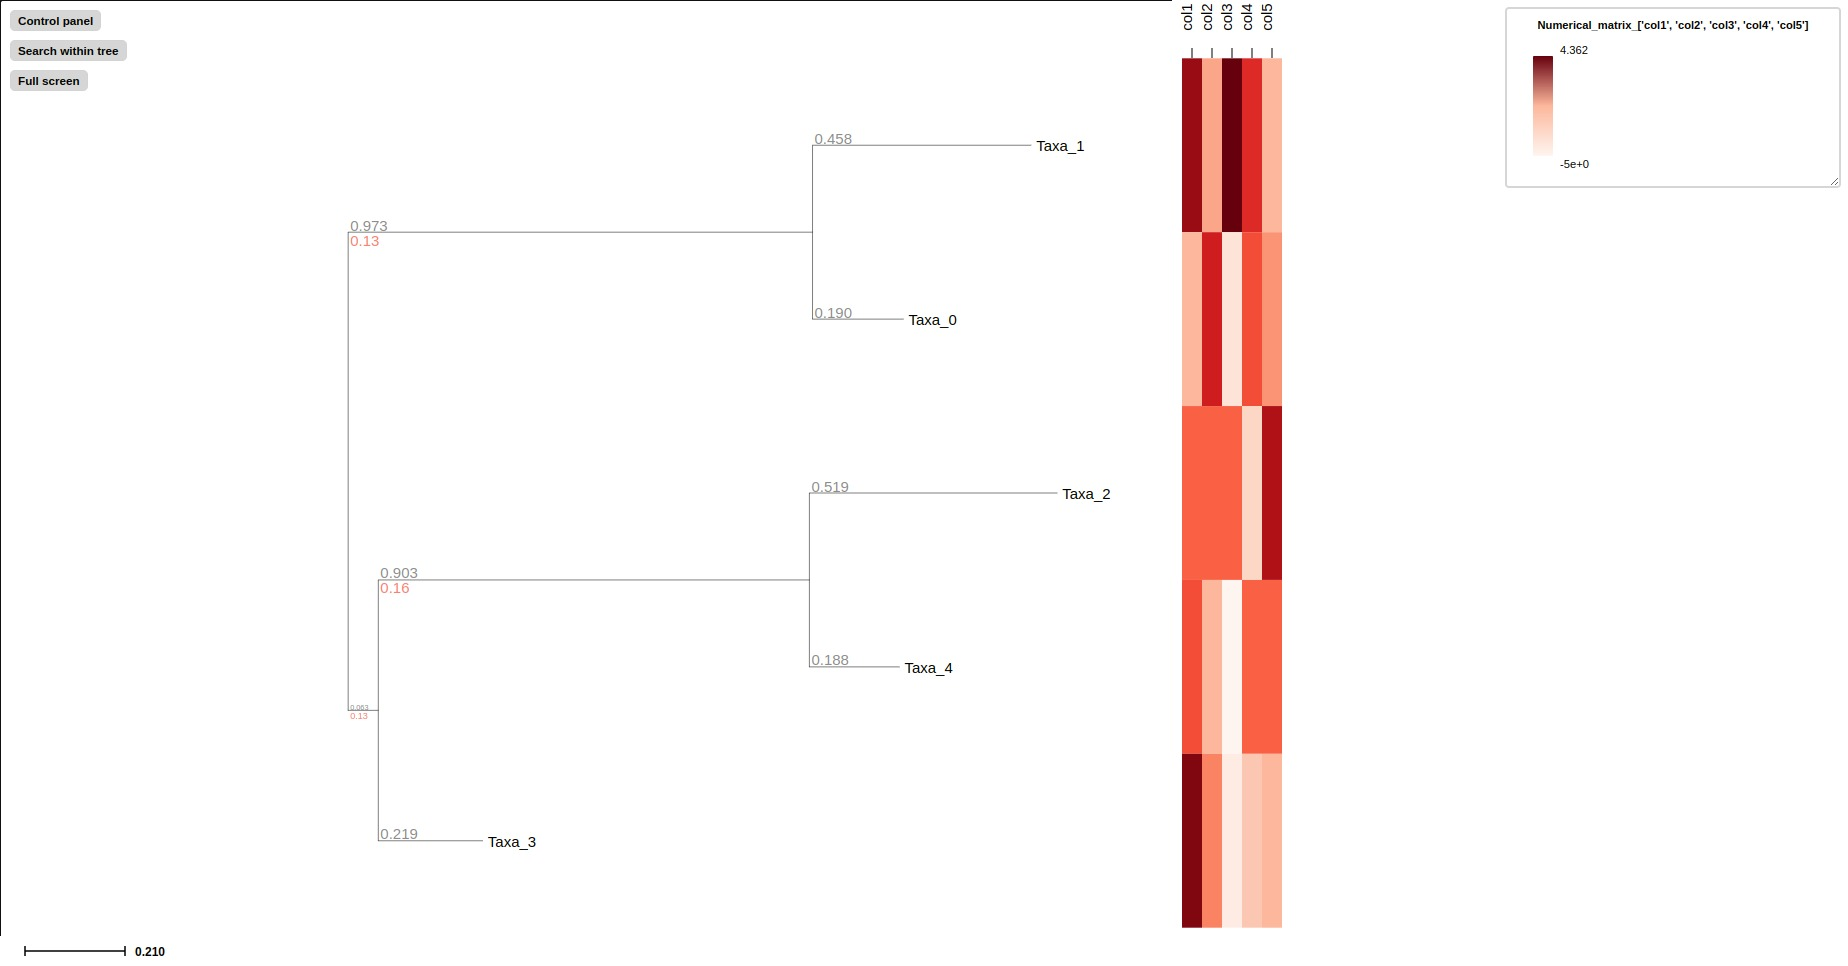 Control panel
Search within tree
Full screen
col1
col2
col3
col4
col5
Numerical_matrix_['col1', 'col2', 'col3', 'col4', 'col5']
4.362
-5e+0
0.458
Taxa_1
0.973
0.13
0.190
Taxa_0
0.519
Taxa_2
0.903
0.16
0.188
Taxa_4
0.063
0.13
0.219
Taxa_3
0.210